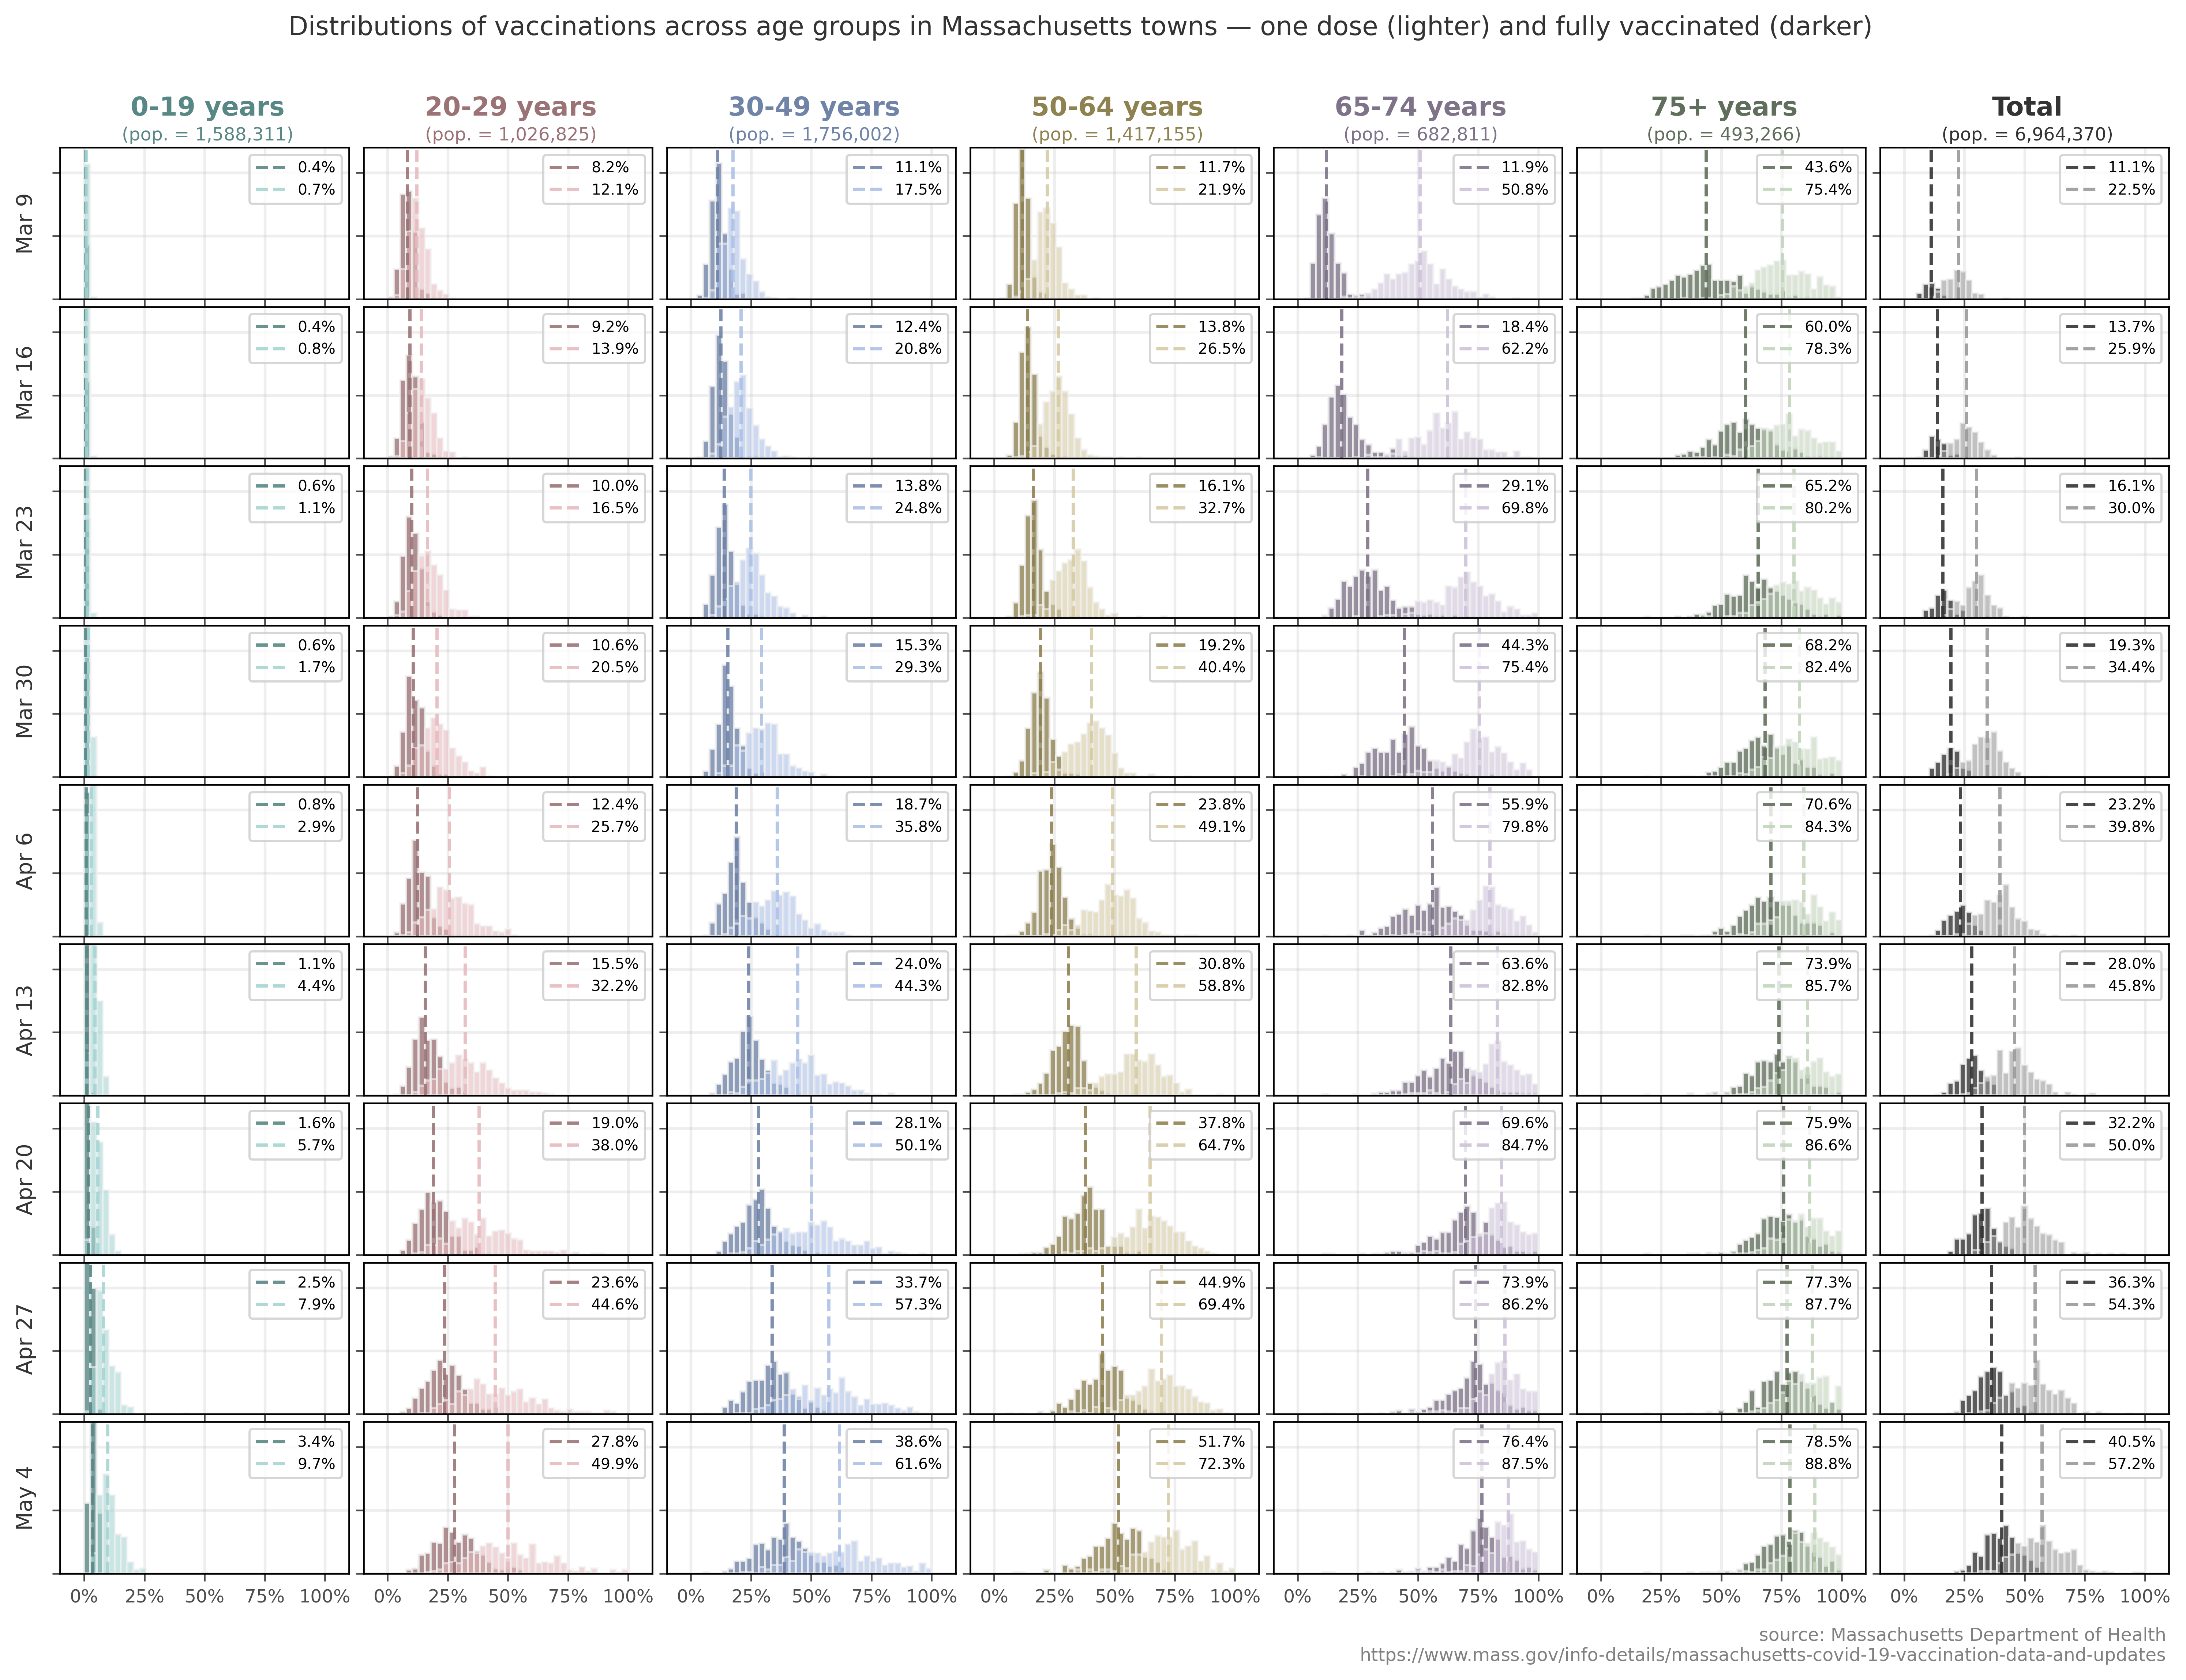 Distributions of vaccinations across age groups in Massachusetts towns — one dose (lighter) and fully vaccinated (darker)
0-19 years 20-29 years 30-49 years 50-64 years 65-74 years 75+ years Total
(pop. = 1,588,311) (pop. = 1,026,825) (pop. = 1,756,002) (pop. = 1,417,155) (pop. = 682,811) (pop. = 493,266) (pop. = 6,964,370)
Mar 9
0.4% 8.2% 11.1% 11.7% 11.9% 43.6% 11.1%
0.7% 12.1% 17.5% 21.9% 50.8% 75.4% 22.5%
Mar 16
0.4% 9.2% 12.4% 13.8% 18.4% 60.0% 13.7%
0.8% 13.9% 20.8% 26.5% 62.2% 78.3% 25.9%
Mar 23
0.6% 10.0% 13.8% 16.1% 29.1% 65.2% 16.1%
1.1% 16.5% 24.8% 32.7% 69.8% 80.2% 30.0%
Mar 30
0.6% 10.6% 15.3% 19.2% 44.3% 68.2% 19.3%
1.7% 20.5% 29.3% 40.4% 75.4% 82.4% 34.4%
Apr 6
0.8% 12.4% 18.7% 23.8% 55.9% 70.6% 23.2%
2.9% 25.7% 35.8% 49.1% 79.8% 84.3% 39.8%
Apr 13
1.1% 15.5% 24.0% 30.8% 63.6% 73.9% 28.0%
4.4% 32.2% 44.3% 58.8% 82.8% 85.7% 45.8%
Apr 20
1.6% 19.0% 28.1% 37.8% 69.6% 75.9% 32.2%
5.7% 38.0% 50.1% 64.7% 84.7% 86.6% 50.0%
Apr 27
2.5% 23.6% 33.7% 44.9% 73.9% 77.3% 36.3%
7.9% 44.6% 57.3% 69.4% 86.2% 87.7% 54.3%
May 4
3.4% 27.8% 38.6% 51.7% 76.4% 78.5% 40.5%
9.7% 49.9% 61.6% 72.3% 87.5% 88.8% 57.2%
0% 25% 50% 75% 100% 0% 25% 50% 75% 100% 0% 25% 50% 75% 100% 0% 25% 50% 75% 100% 0% 25% 50% 75% 100% 0% 25% 50% 75% 100% 0% 25% 50% 75% 100%
source: Massachusetts Department of Health
https://www.mass.gov/info-details/massachusetts-covid-19-vaccination-data-and-updates